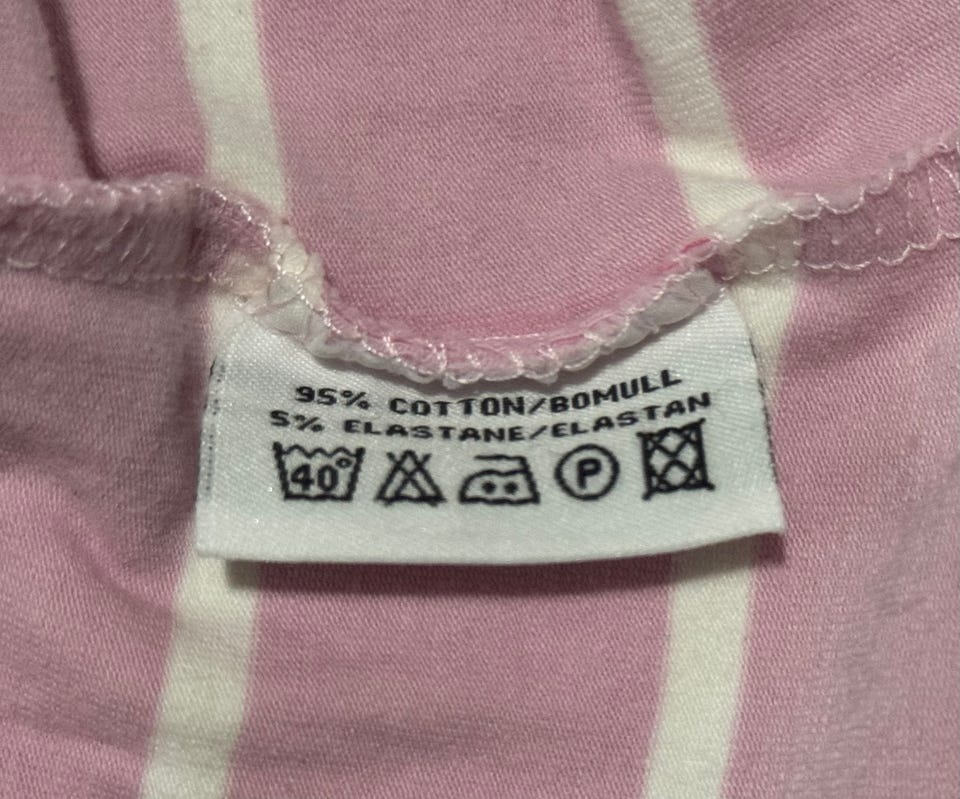 95% COTTON/BOMULL
5% ELASTANE/ELASTAN
40° P